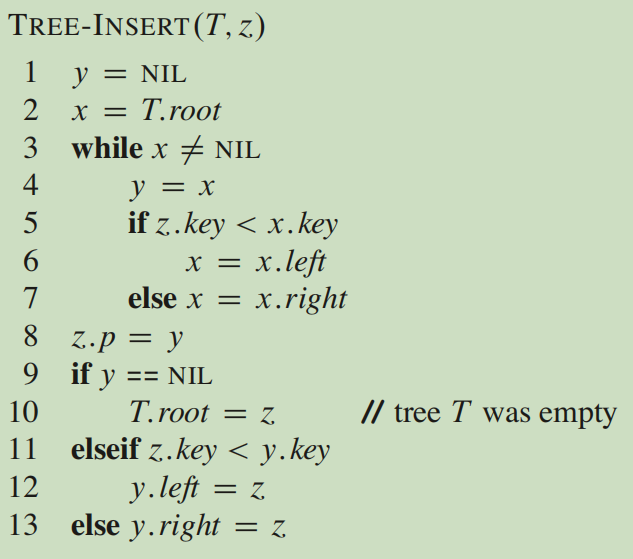 TREE-INSERT(T, z)
1 y = NIL
2 x = T.root
3 while x ≠ NIL
4 y = x
5 if z.key < x.key
6 x = x.left
7 else x = x.right
8 z.p = y
9 if y == NIL
10 T.root = z // tree T was empty
11 elseif z.key < y.key
12 y.left = z
13 else y.right = z